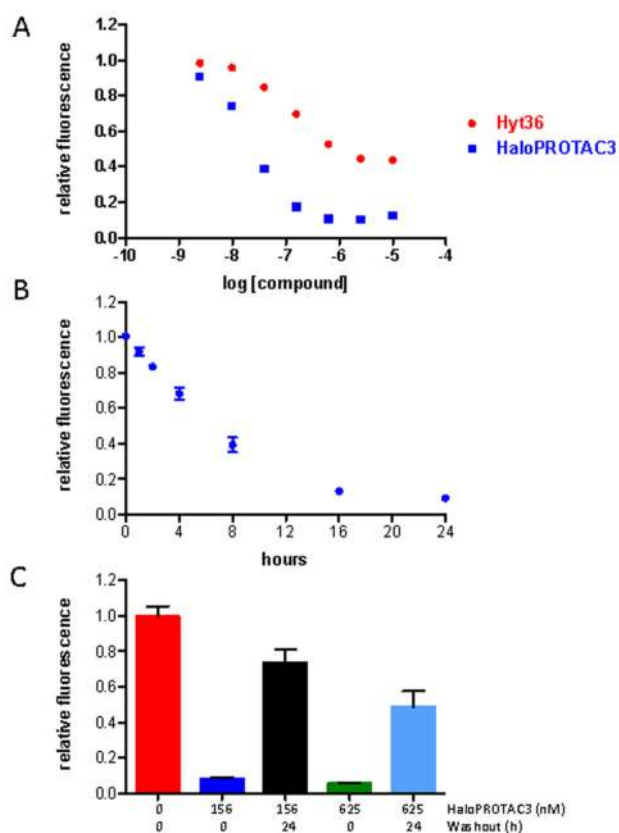 A
1.2
1.0
0.8
0.6
0.4
0.2
0.0
relative fluorescence
-10 -9 -8 -7 -6 -5 -4
log [compound]
Hyt36
HaloPROTAC3
B
1.2
1.0
0.8
0.6
0.4
0.2
0.0
relative fluorescence
0 4 8 12 16 20 24
hours
C
1.2
1.0
0.8
0.6
0.4
0.2
0.0
relative fluorescence
0 156 156 625 625 HaloPROTAC3 (nM)
0 0 24 0 24 Washout (h)